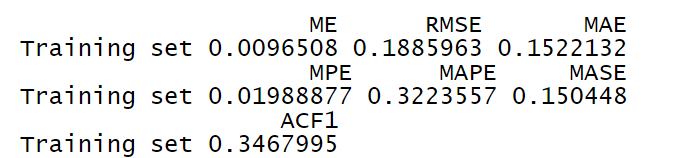 ME RMSE MAE
Training set 0.0096508 0.1885963 0.1522132
MPE MAPE MASE
Training set 0.01988877 0.3223557 0.150448
ACF1
Training set 0.3467995